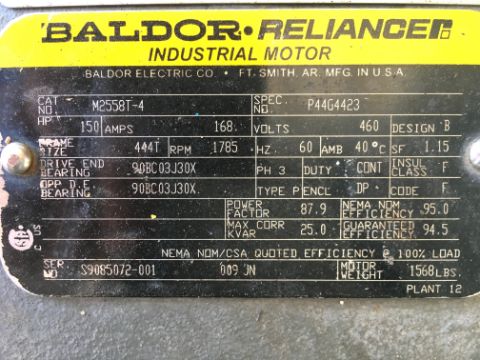 BALDOR • RELIANCER
INDUSTRIAL MOTOR
BALDOR ELECTRIC CO • FT. SMITH, AR. MFG. IN U.S.A.
CAT NO M2558T-4 SPEC NO P44G4423
HP 150 AMPS 168 VOLTS 460 DESIGN B
FRAME SIZE 444T RPM 1785 HZ 60 AMB 40°C SF 1.15
DRIVE END BEARING 90BC03J30X PH 3 DUTY CONT INSUL CLASS F
OPP D.E. BEARING 90BC03J30X TYPE P ENCL DP CODE F
POWER FACTOR 87.9 NEMA NOM EFFICIENCY 95.0
MAX CORR KVAR 25.0 GUARANTEED EFFICIENCY 94.5
NEMA NOM/CSA QUOTED EFFICIENCY @ 100% LOAD
SER NO S9085072-001 009 JN MOTOR WEIGHT 1568LBS.
PLANT 12